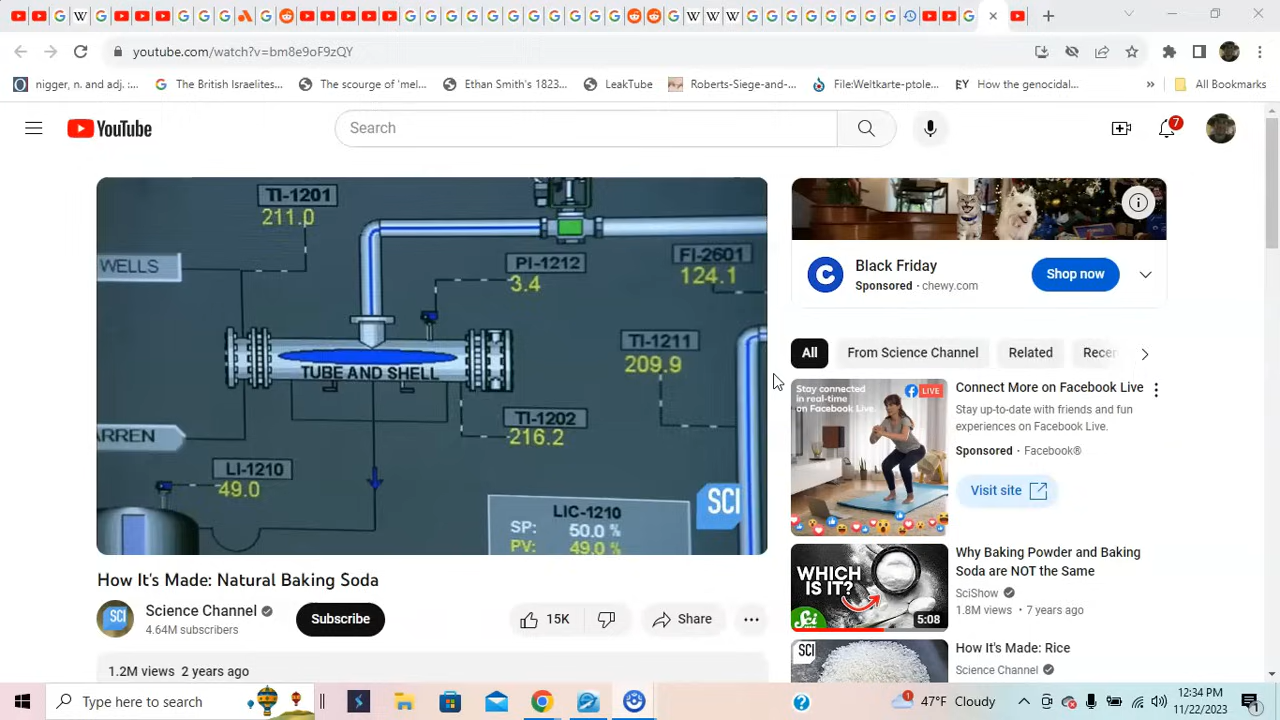 youtube.com/watch?v=bm8e9oF9zQY
nigger, n. and adj. :...
The British Israelites...
The scourge of 'mel...
Ethan Smith's 1823...
LeakTube
Roberts-Siege-and-...
File:Weltkarte-ptole...
EY How the genocidal...
»
All Bookmarks
YouTube
Search
7
TI-1201
211.0
WELLS
PI-1212
3.4
FI-2601
124.1
TI-1211
209.9
TUBE AND SHELL
TI-1202
216.2
ARREN
LI-1210
49.0
LIC-1210
SP: 50.0 %
PV: 49.0 %
SCI
Black Friday
Sponsored · chewy.com
Shop now
All
From Science Channel
Related
Recen
Stay connected
in real-time
on Facebook Live.
LIVE
Connect More on Facebook Live
Stay up-to-date with friends and fun
experiences on Facebook Live.
Sponsored · Facebook®
Visit site
WHICH
IS IT?
Sci
5:08
Why Baking Powder and Baking
Soda are NOT the Same
SciShow
1.8M views • 7 years ago
SCI
How It's Made: Rice
Science Channel
How It's Made: Natural Baking Soda
SCI
Science Channel
4.64M subscribers
Subscribe
15K
Share
1.2M views 2 years ago
Type here to search
1
47°F Cloudy
12:34 PM
11/22/2023
1